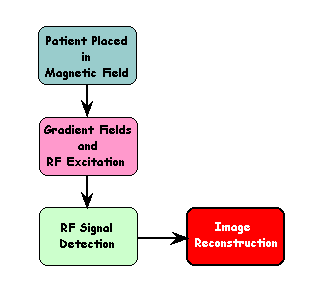 Patient Placed
in
Magnetic Field
Gradient Fields
and
RF Excitation
RF Signal
Detection
Image
Reconstruction